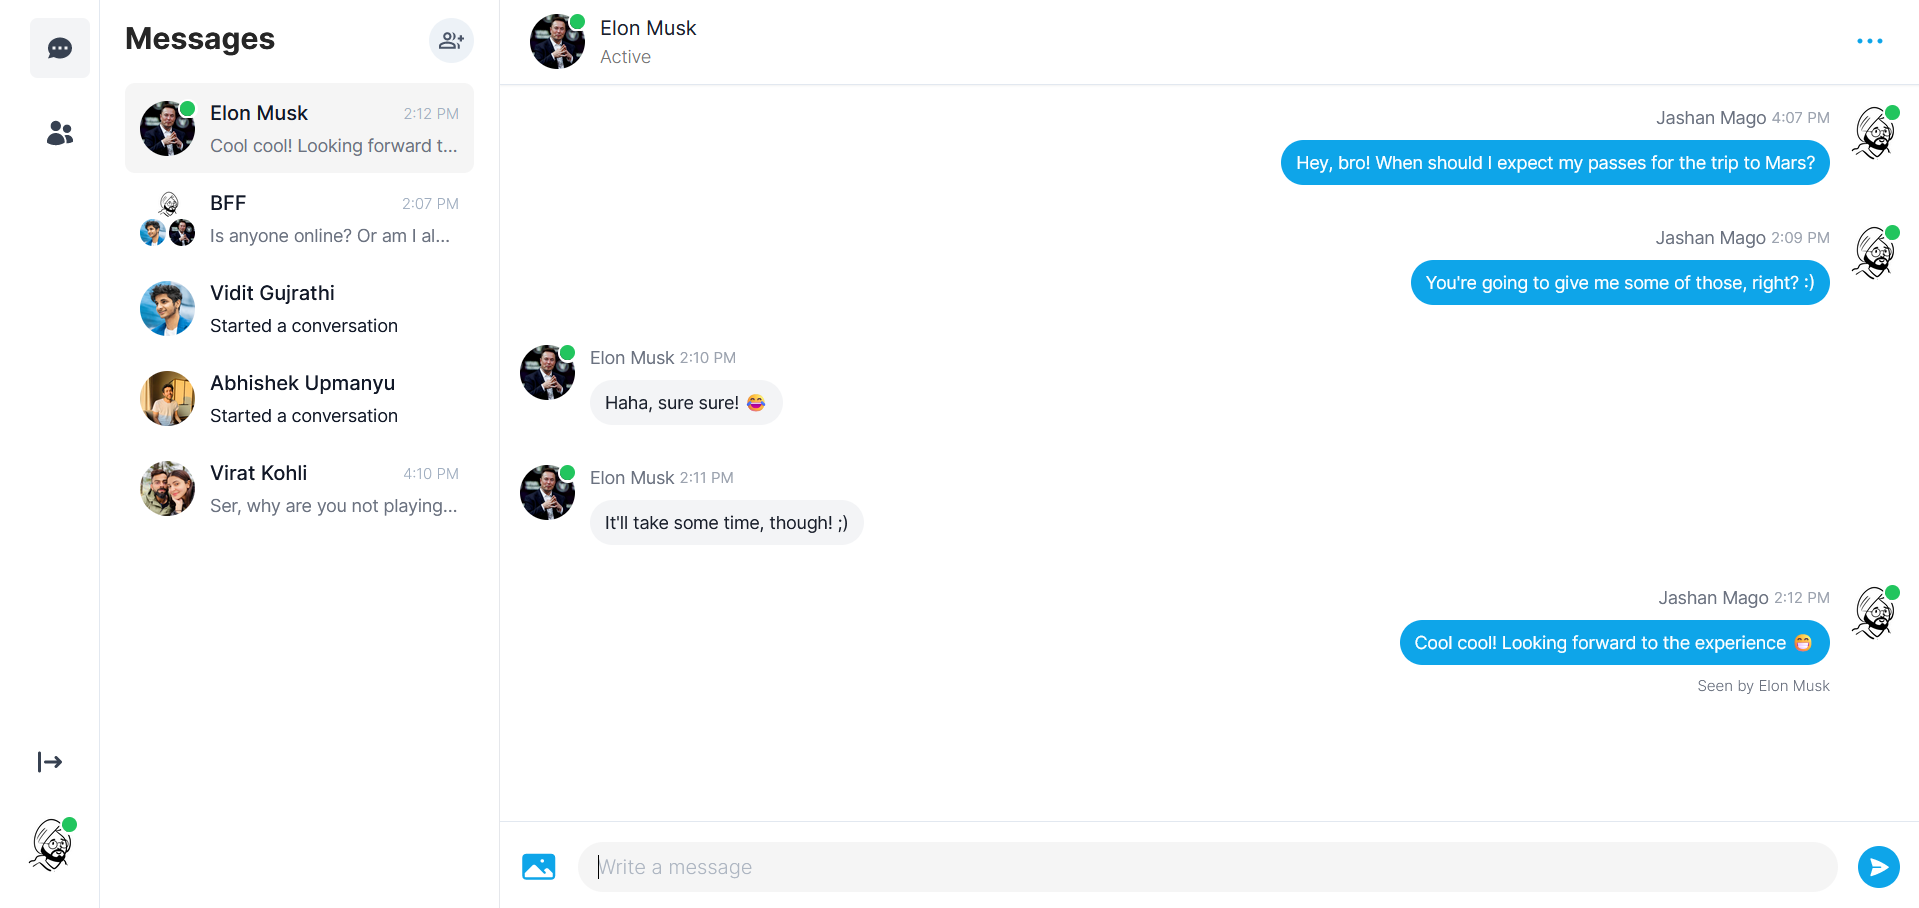 Messages
Elon Musk 2:12 PM
Cool cool! Looking forward t...
BFF 2:07 PM
Is anyone online? Or am I al...
Vidit Gujrathi
Started a conversation
Abhishek Upmanyu
Started a conversation
Virat Kohli 4:10 PM
Ser, why are you not playing...
Elon Musk
Active
Jashan Mago 4:07 PM
Hey, bro! When should I expect my passes for the trip to Mars?
Jashan Mago 2:09 PM
You're going to give me some of those, right? :)
Elon Musk 2:10 PM
Haha, sure sure! 😂
Elon Musk 2:11 PM
It'll take some time, though! ;)
Jashan Mago 2:12 PM
Cool cool! Looking forward to the experience 😁
Seen by Elon Musk
Write a message